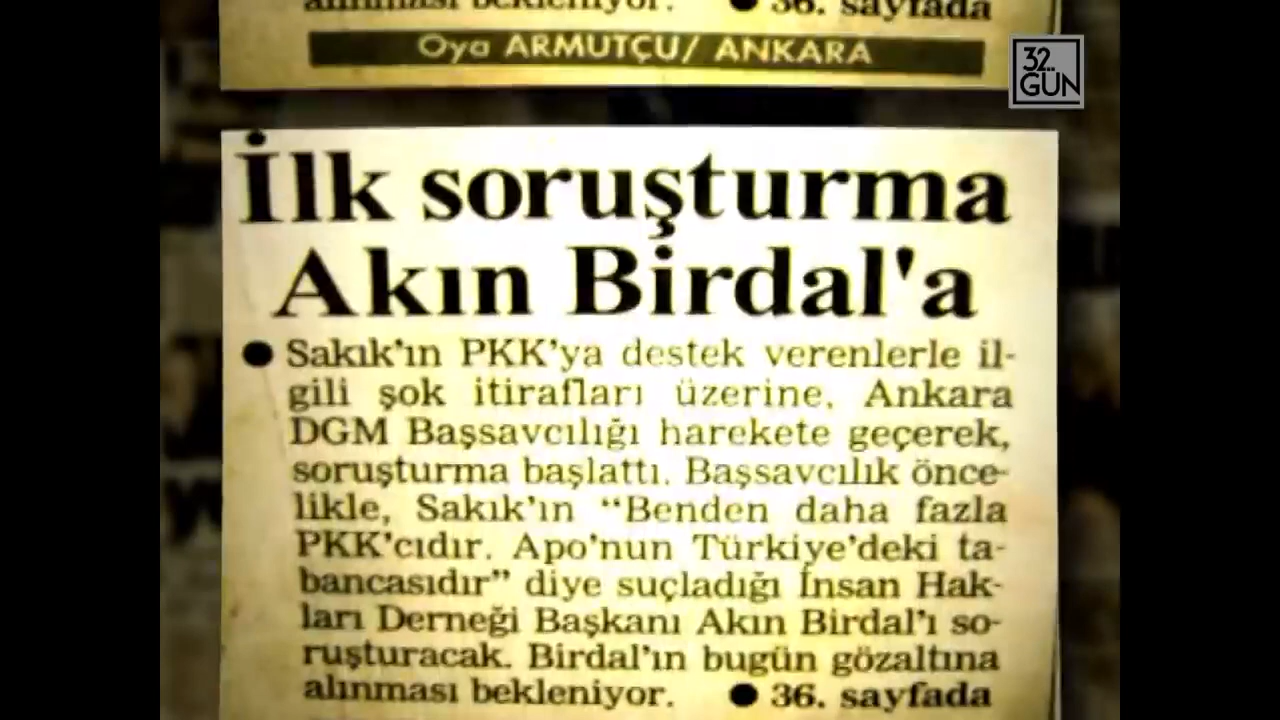 alınması bekleniyor. ● 36. sayfada
Oya ARMUTÇU/ ANKARA
32.
GÜN
İlk soruşturma
Akın Birdal'a
● Sakık'ın PKK'ya destek verenlerle il-
gili şok itirafları üzerine, Ankara
DGM Başsavcılığı harekete geçerek,
soruşturma başlattı. Başsavcılık önce-
likle, Sakık'ın "Benden daha fazla
PKK'cıdır. Apo'nun Türkiye'deki ta-
bancasıdır" diye suçladığı İnsan Hak-
ları Derneği Başkanı Akın Birdal'ı so-
ruşturacak. Birdal'ın bugün gözaltına
alınması bekleniyor. ● 36. sayfada